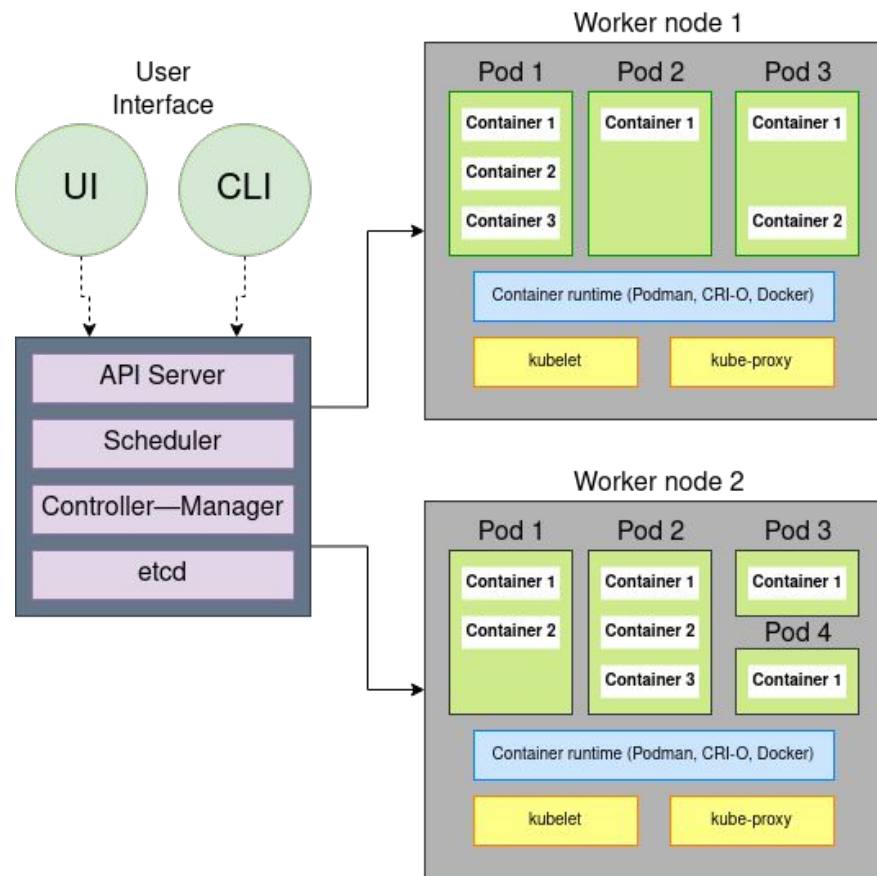 User
Interface
UI
CLI
API Server
Scheduler
Controller—Manager
etcd
Worker node 1
Pod 1
Container 1
Container 2
Container 3
Pod 2
Container 1
Pod 3
Container 1
Container 2
Container runtime (Podman, CRI-O, Docker)
kubelet
kube-proxy
Worker node 2
Pod 1
Container 1
Container 2
Pod 2
Container 1
Container 2
Container 3
Pod 3
Container 1
Pod 4
Container 1
Container runtime (Podman, CRI-O, Docker)
kubelet
kube-proxy